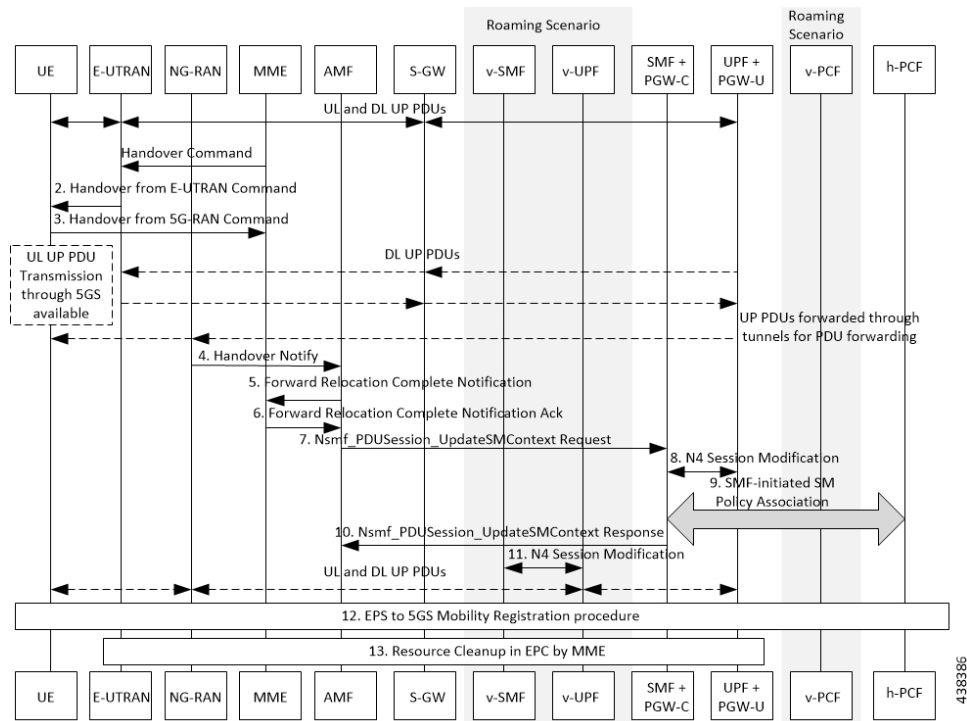 Roaming Scenario
Roaming
Scenario
UE
E-UTRAN
NG-RAN
MME
AMF
S-GW
v-SMF
v-UPF
SMF +
PGW-C
UPF +
PGW-U
v-PCF
h-PCF
UL and DL UP PDUs
Handover Command
2. Handover from E-UTRAN Command
3. Handover from 5G-RAN Command
UL UP PDU
Transmission
through 5GS
available
DL UP PDUs
UP PDUs forwarded through
tunnels for PDU forwarding
4. Handover Notify
5. Forward Relocation Complete Notification
6. Forward Relocation Complete Notification Ack
7. Nsmf_PDUSession_UpdateSMContext Request
8. N4 Session Modification
9. SMF-initiated SM
Policy Association
10. Nsmf_PDUSession_UpdateSMContext Response
11. N4 Session Modification
UL and DL UP PDUs
12. EPS to 5GS Mobility Registration procedure
13. Resource Cleanup in EPC by MME
UE
E-UTRAN
NG-RAN
MME
AMF
S-GW
v-SMF
v-UPF
SMF +
PGW-C
UPF +
PGW-U
v-PCF
h-PCF
438386